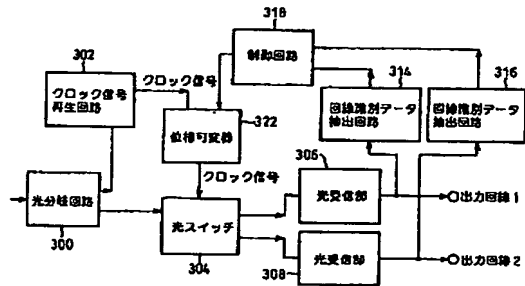 318
制御回路
302
クロック信号
クロック信号
再生回路
314
316
回線識別データ
抽出回路
回線識別データ
抽出回路
位相可変器
322
クロック信号
306
光受信部
出力回線1
光分岐回路
300
光スイッチ
304
光受信部
308
出力回線2